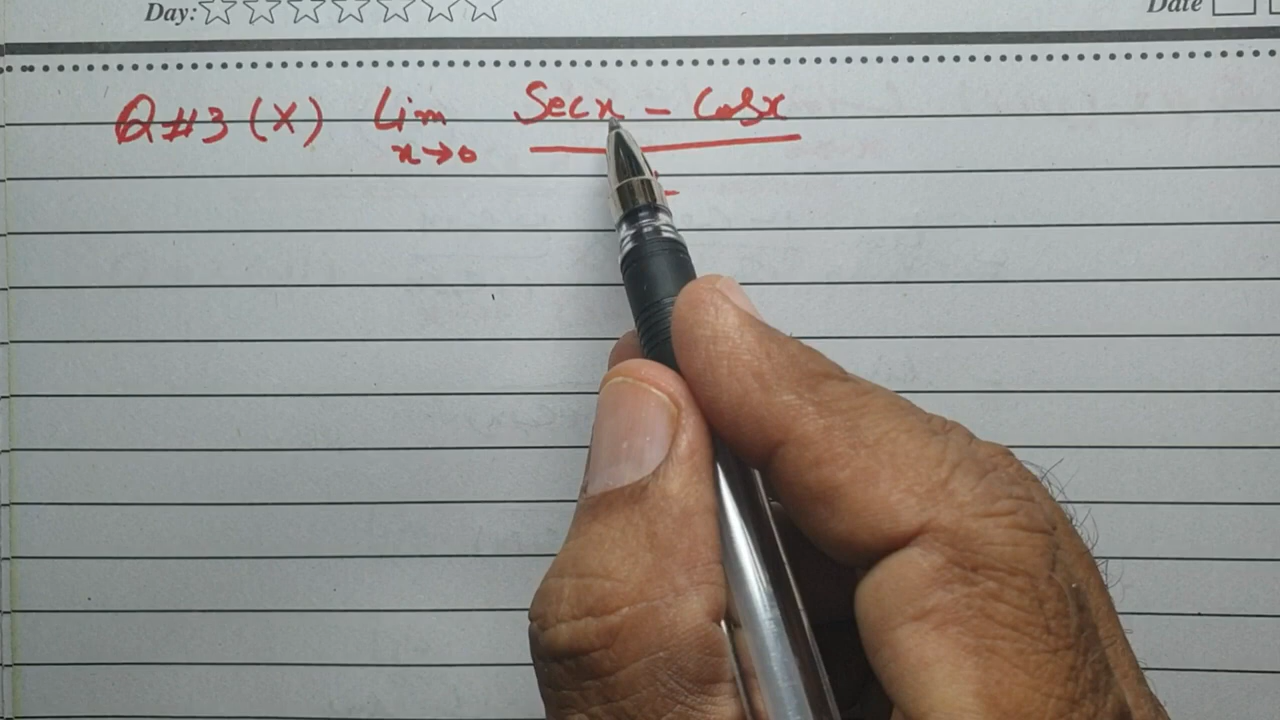 Day: Date
Q#3 (X) Lim x→0 Secx - Cosx